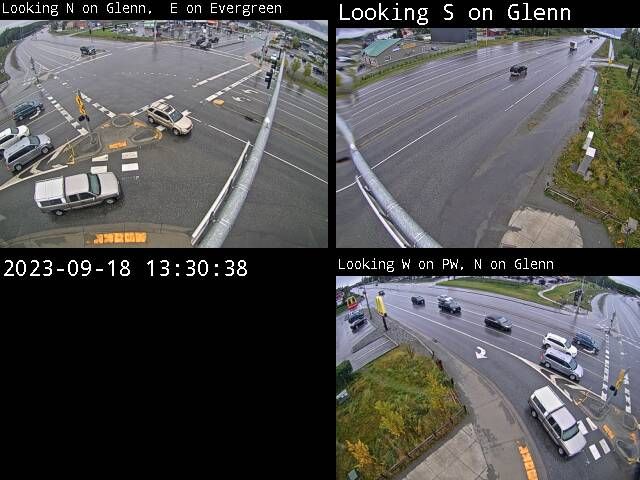 Looking N on Glenn,  E on Evergreen
Looking S on Glenn
2023-09-18 13:30:38
Looking W on PW, N on Glenn